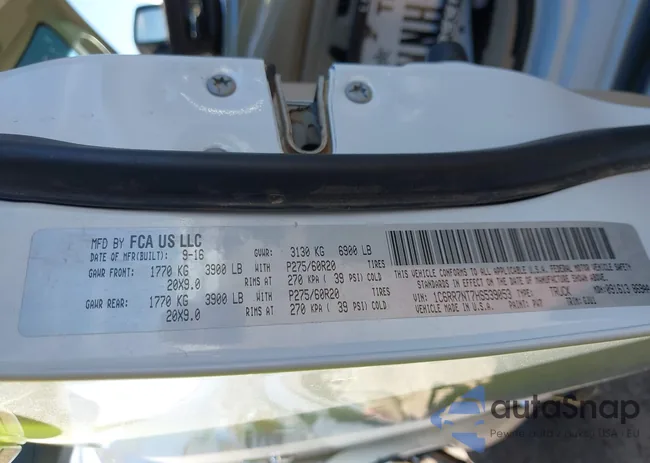 MFD BY FCA US LLC
DATE OF MFR(BUILT): 9-16 GVWR: 3130 KG 6900 LB
GAWR FRONT: 1770 KG 3900 LB WITH P275/60R20 TIRES
20X9.0 RIMS AT 270 KPA ( 39 PSI) COLD
GAWR REAR: 1770 KG 3900 LB WITH P275/60R20 TIRES
20X9.0 RIMS AT 270 KPA ( 39 PSI) COLD
THIS VEHICLE CONFORMS TO ALL APPLICABLE U.S.A. FEDERAL MOTOR VEHICLE SAFETY
STANDARDS IN EFFECT ON THE DATE OF MANUFACTURE SHOWN ABOVE
VIN: 1C6RR7NT7HS539059 TYPE: TRUCK
VEHICLE MADE IN U.S.A. PAINT: TRIM:
autoSnap